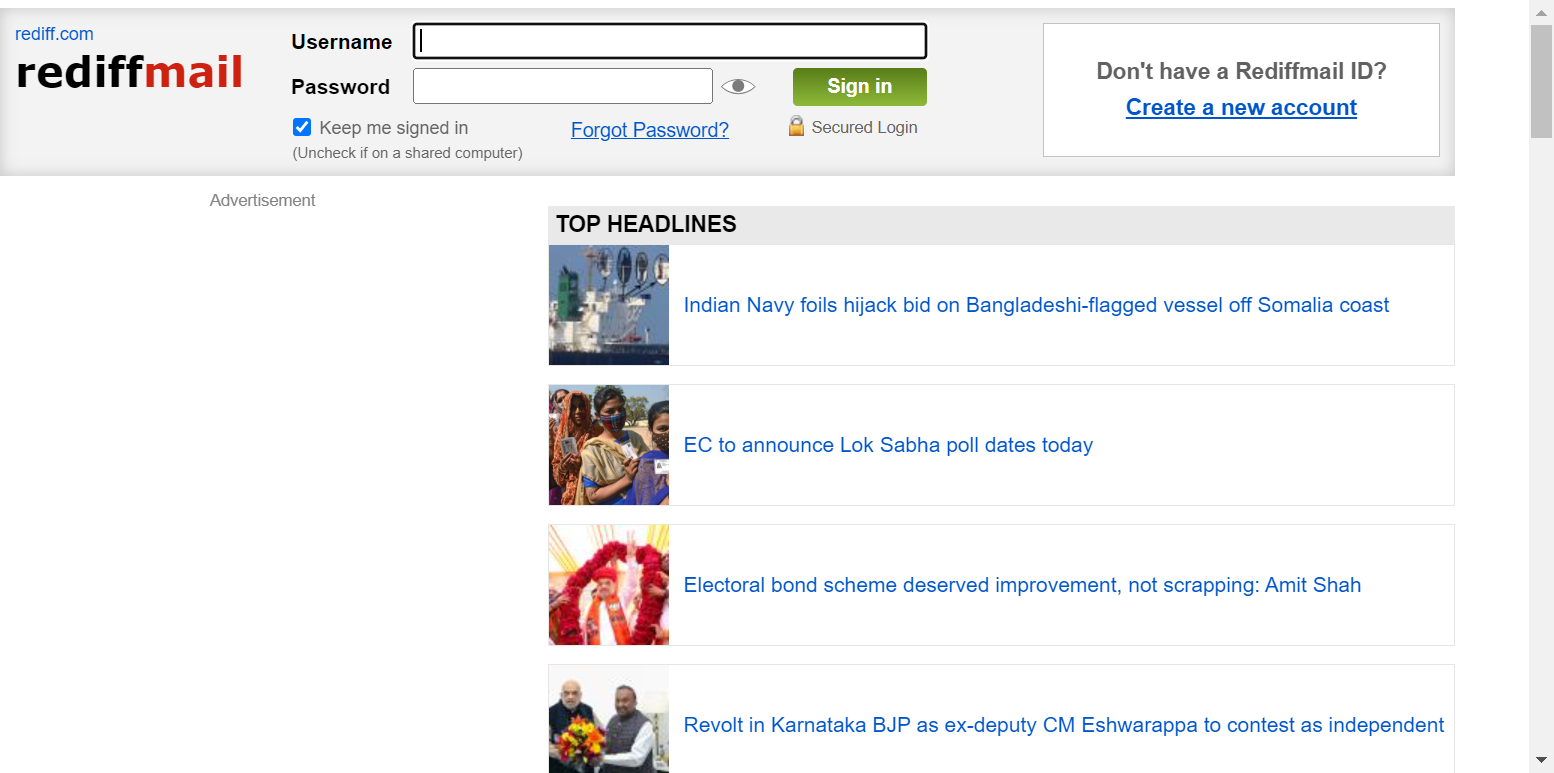 rediff.com
rediffmail
Username
Password
Sign in
Keep me signed in
(Uncheck if on a shared computer)
Forgot Password?
Secured Login
Don't have a Rediffmail ID?
Create a new account
Advertisement
TOP HEADLINES
Indian Navy foils hijack bid on Bangladeshi-flagged vessel off Somalia coast
EC to announce Lok Sabha poll dates today
Electoral bond scheme deserved improvement, not scrapping: Amit Shah
Revolt in Karnataka BJP as ex-deputy CM Eshwarappa to contest as independent